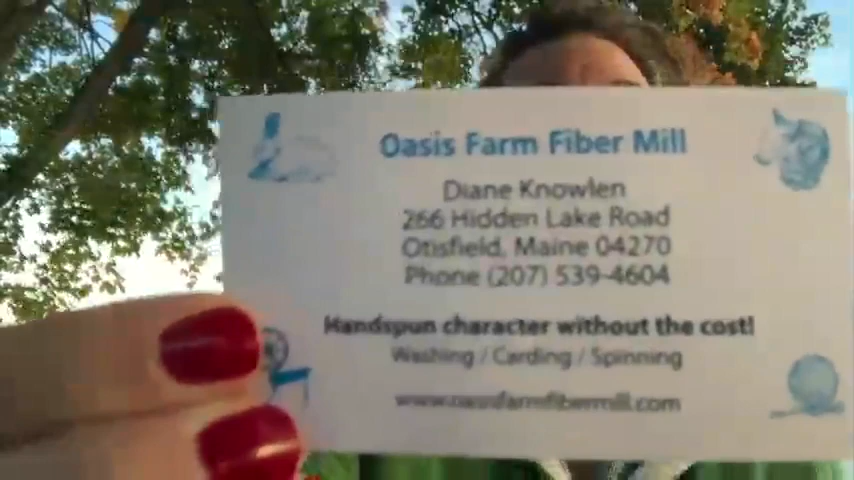 Oasis Farm Fiber Mill
Diane Knowlen
266 Hidden Lake Road
Otisfield, Maine 04270
Phone (207) 539-4604
Handspun character without the cost!
Washing / Carding / Spinning
www.oasisfarmfibermill.com